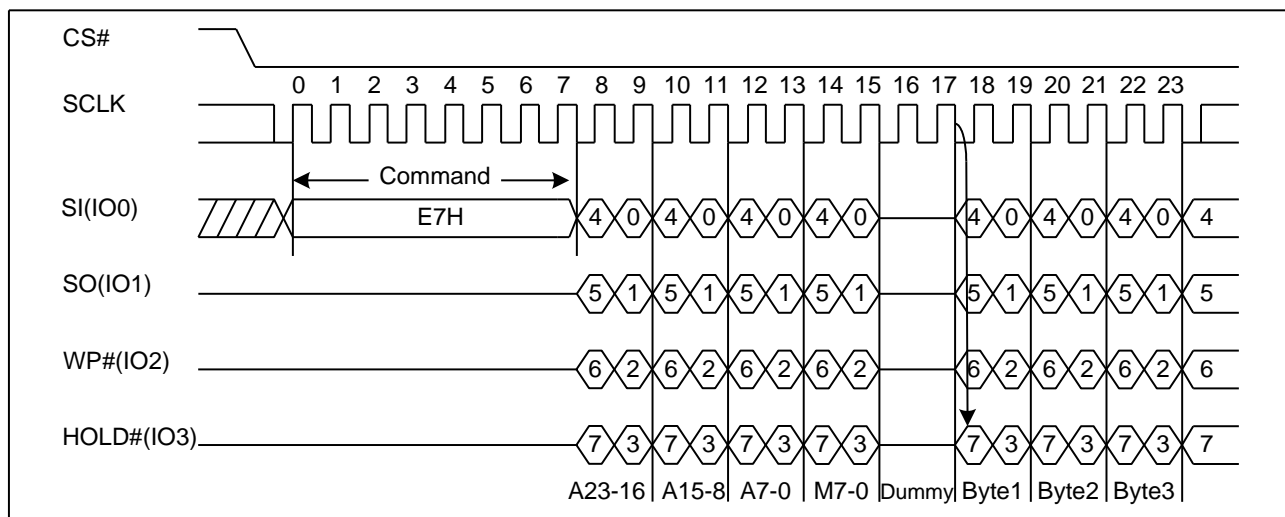 CS#
0 1 2 3 4 5 6 7 8 9 10 11 12 13 14 15 16 17 18 19 20 21 22 23
SCLK
Command
SI(IO0) E7H 4 0 4 0 4 0 4 0 4 0 4 0 4 0 4
SO(IO1) 5 1 5 1 5 1 5 1 5 1 5 1 5 1 5
WP#(IO2) 6 2 6 2 6 2 6 2 6 2 6 2 6 2 6
HOLD#(IO3) 7 3 7 3 7 3 7 3 7 3 7 3 7 3 7
A23-16 A15-8 A7-0 M7-0 Dummy Byte1 Byte2 Byte3